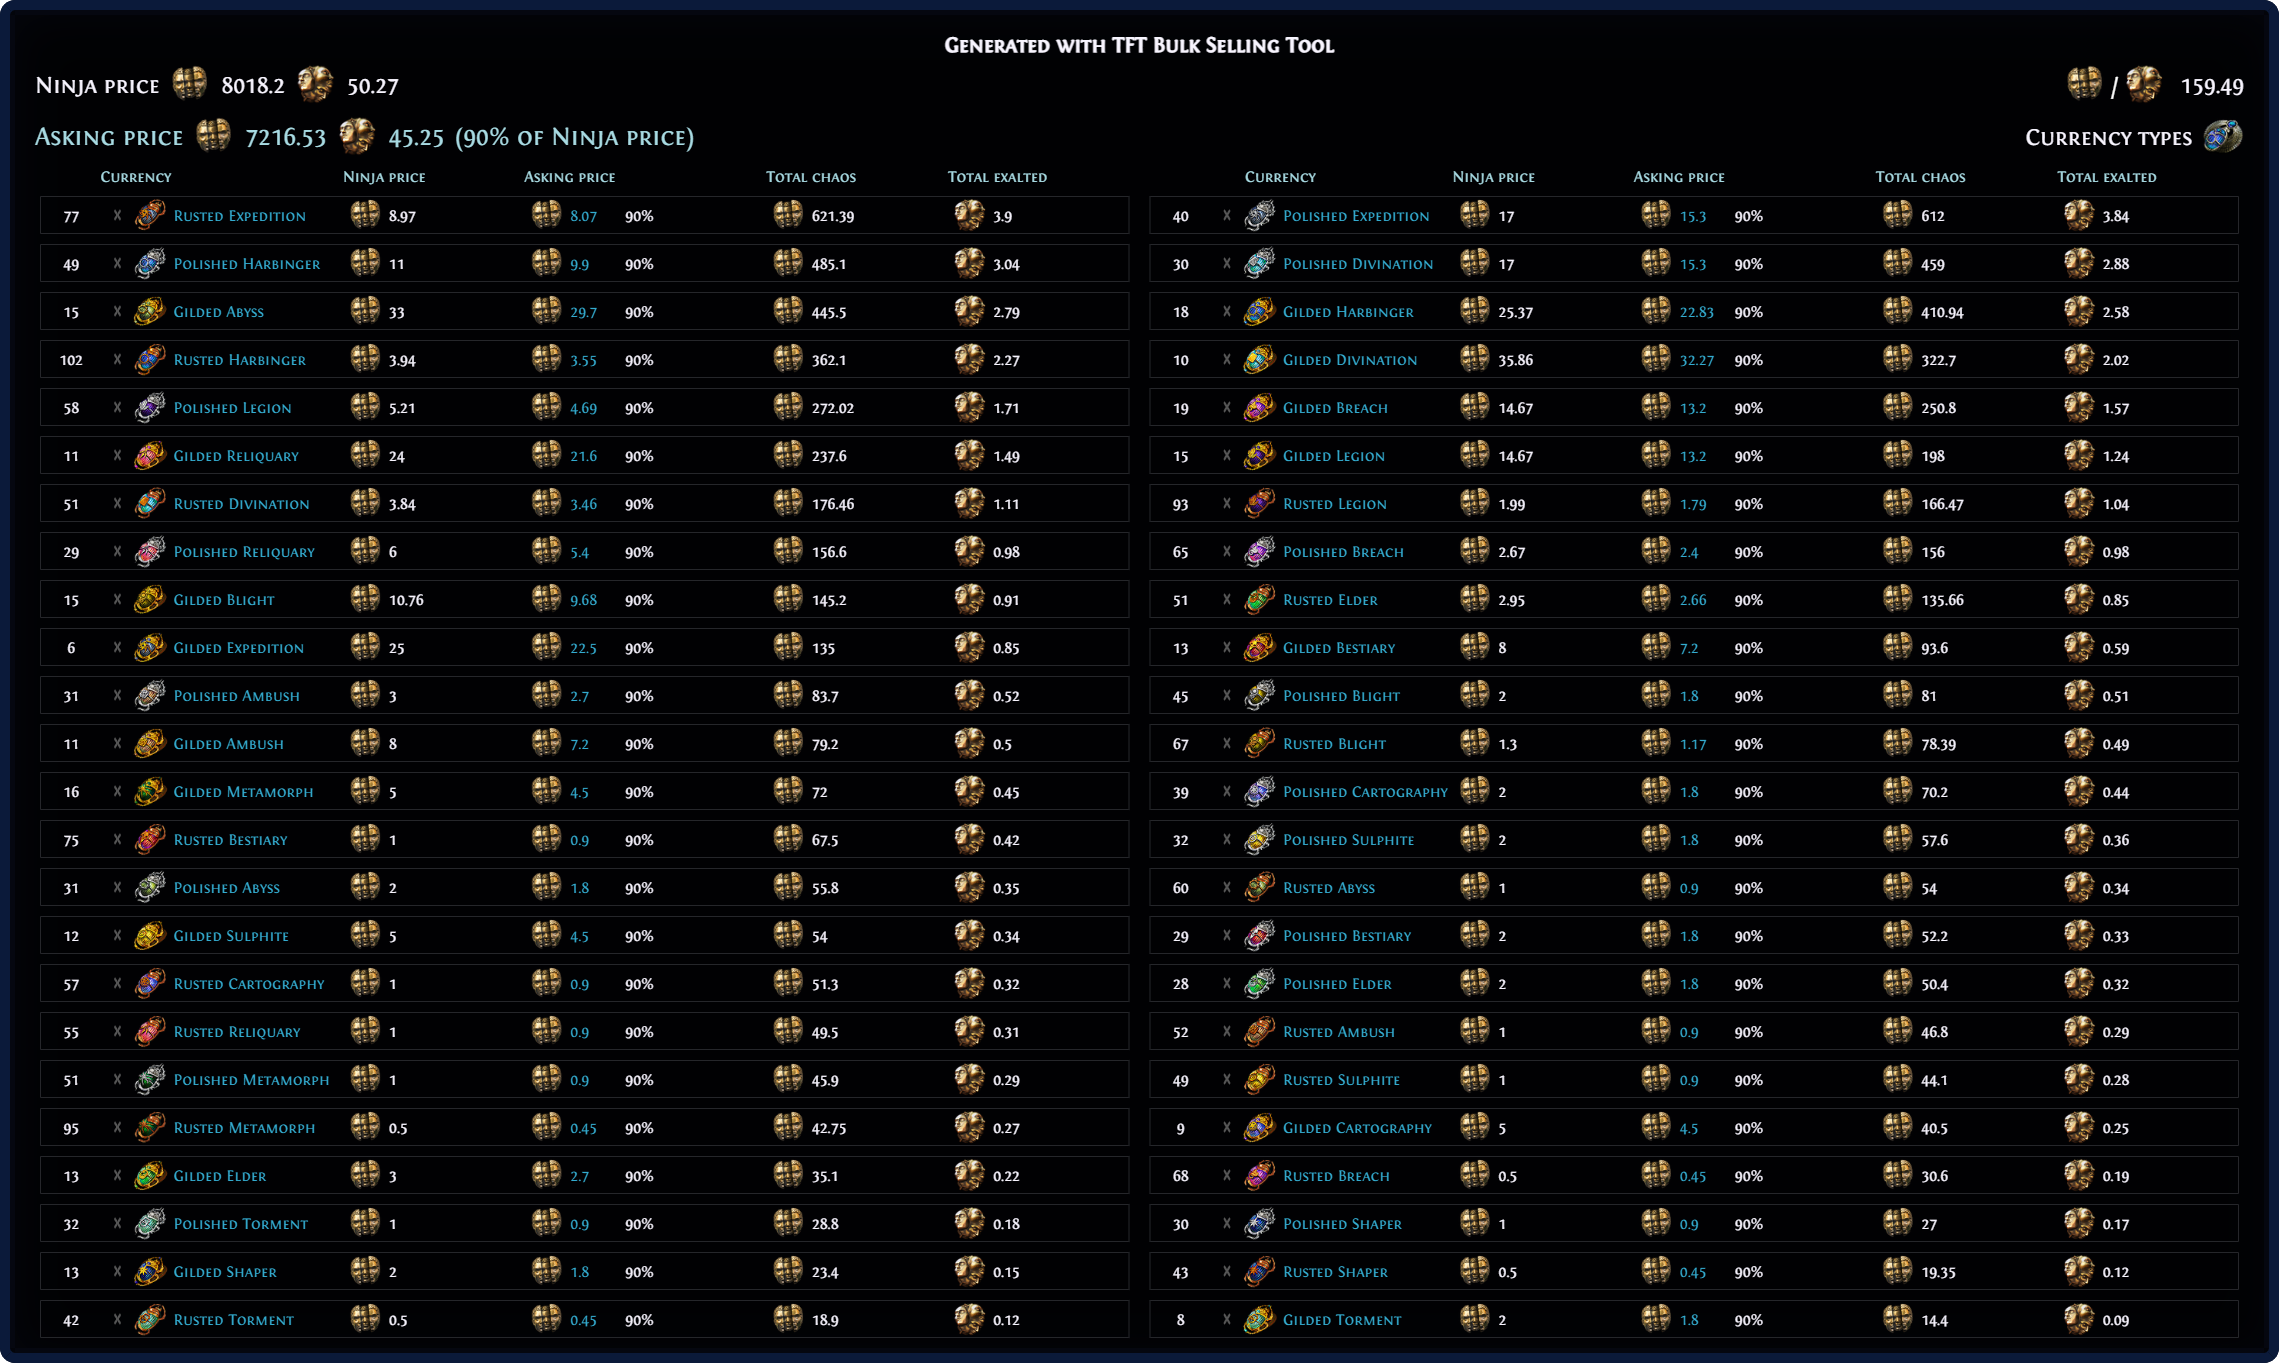 Generated with TFT Bulk Selling Tool
Ninja price 8018.2 50.27 / 159.49
Asking price 7216.53 45.25 (90% of Ninja price) Currency types
Currency Ninja price Asking price Total chaos Total exalted Currency Ninja price Asking price Total chaos Total exalted
77 x Rusted Expedition 8.97 8.07 90% 621.39 3.9 40 x Polished Expedition 17 15.3 90% 612 3.84
49 x Polished Harbinger 11 9.9 90% 485.1 3.04 30 x Polished Divination 17 15.3 90% 459 2.88
15 x Gilded Abyss 33 29.7 90% 445.5 2.79 18 x Gilded Harbinger 25.37 22.83 90% 410.94 2.58
102 x Rusted Harbinger 3.94 3.55 90% 362.1 2.27 10 x Gilded Divination 35.86 32.27 90% 322.7 2.02
58 x Polished Legion 5.21 4.69 90% 272.02 1.71 19 x Gilded Breach 14.67 13.2 90% 250.8 1.57
11 x Gilded Reliquary 24 21.6 90% 237.6 1.49 15 x Gilded Legion 14.67 13.2 90% 198 1.24
51 x Rusted Divination 3.84 3.46 90% 176.46 1.11 93 x Rusted Legion 1.99 1.79 90% 166.47 1.04
29 x Polished Reliquary 6 5.4 90% 156.6 0.98 65 x Polished Breach 2.67 2.4 90% 156 0.98
15 x Gilded Blight 10.76 9.68 90% 145.2 0.91 51 x Rusted Elder 2.95 2.66 90% 135.66 0.85
6 x Gilded Expedition 25 22.5 90% 135 0.85 13 x Gilded Bestiary 8 7.2 90% 93.6 0.59
31 x Polished Ambush 3 2.7 90% 83.7 0.52 45 x Polished Blight 2 1.8 90% 81 0.51
11 x Gilded Ambush 8 7.2 90% 79.2 0.5 67 x Rusted Blight 1.3 1.17 90% 78.39 0.49
16 x Gilded Metamorph 5 4.5 90% 72 0.45 39 x Polished Cartography 2 1.8 90% 70.2 0.44
75 x Rusted Bestiary 1 0.9 90% 67.5 0.42 32 x Polished Sulphite 2 1.8 90% 57.6 0.36
31 x Polished Abyss 2 1.8 90% 55.8 0.35 60 x Rusted Abyss 1 0.9 90% 54 0.34
12 x Gilded Sulphite 5 4.5 90% 54 0.34 29 x Polished Bestiary 2 1.8 90% 52.2 0.33
57 x Rusted Cartography 1 0.9 90% 51.3 0.32 28 x Polished Elder 2 1.8 90% 50.4 0.32
55 x Rusted Reliquary 1 0.9 90% 49.5 0.31 52 x Rusted Ambush 1 0.9 90% 46.8 0.29
51 x Polished Metamorph 1 0.9 90% 45.9 0.29 49 x Rusted Sulphite 1 0.9 90% 44.1 0.28
95 x Rusted Metamorph 0.5 0.45 90% 42.75 0.27 9 x Gilded Cartography 5 4.5 90% 40.5 0.25
13 x Gilded Elder 3 2.7 90% 35.1 0.22 68 x Rusted Breach 0.5 0.45 90% 30.6 0.19
32 x Polished Torment 1 0.9 90% 28.8 0.18 30 x Polished Shaper 1 0.9 90% 27 0.17
13 x Gilded Shaper 2 1.8 90% 23.4 0.15 43 x Rusted Shaper 0.5 0.45 90% 19.35 0.12
42 x Rusted Torment 0.5 0.45 90% 18.9 0.12 8 x Gilded Torment 2 1.8 90% 14.4 0.09